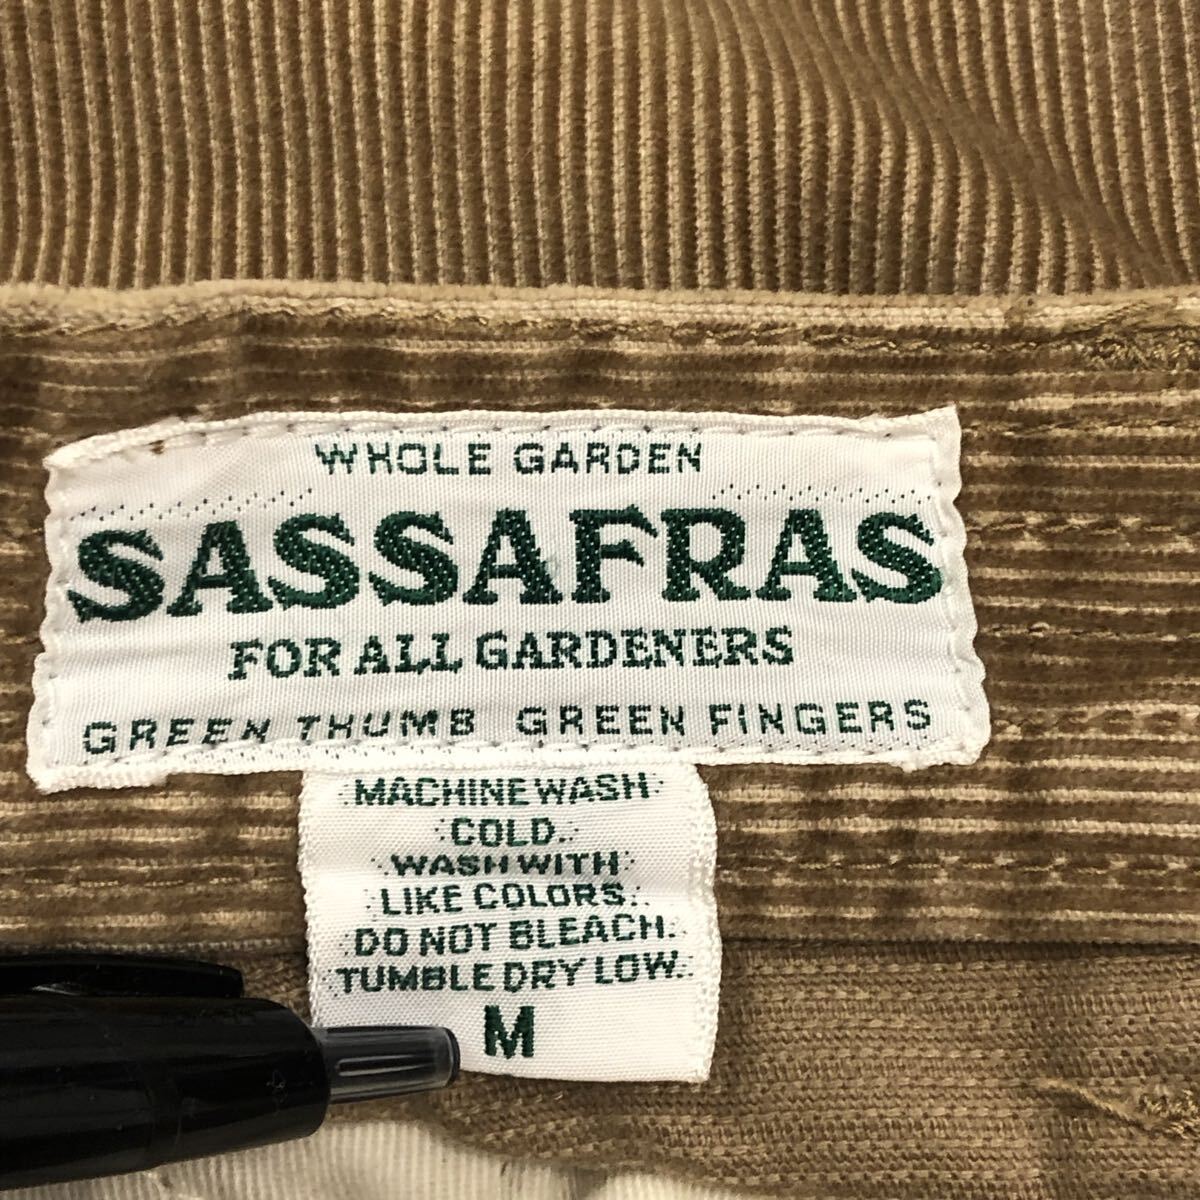 WHOLE GARDEN
SASSAFRAS
FOR ALL GARDENERS
GREEN THUMB GREEN FINGERS
MACHINE WASH
COLD.
WASH WITH
LIKE COLORS.
DO NOT BLEACH.
TUMBLE DRY LOW.
M